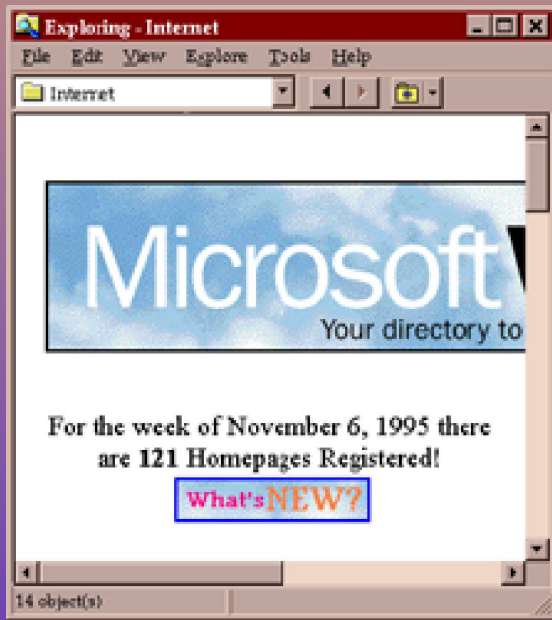 Exploring - Internet
File Edit View Explore Tools Help
Internet
Microsoft
Your directory to
For the week of November 6, 1995 there
are 121 Homepages Registered!
What's NEW?
14 object(s)